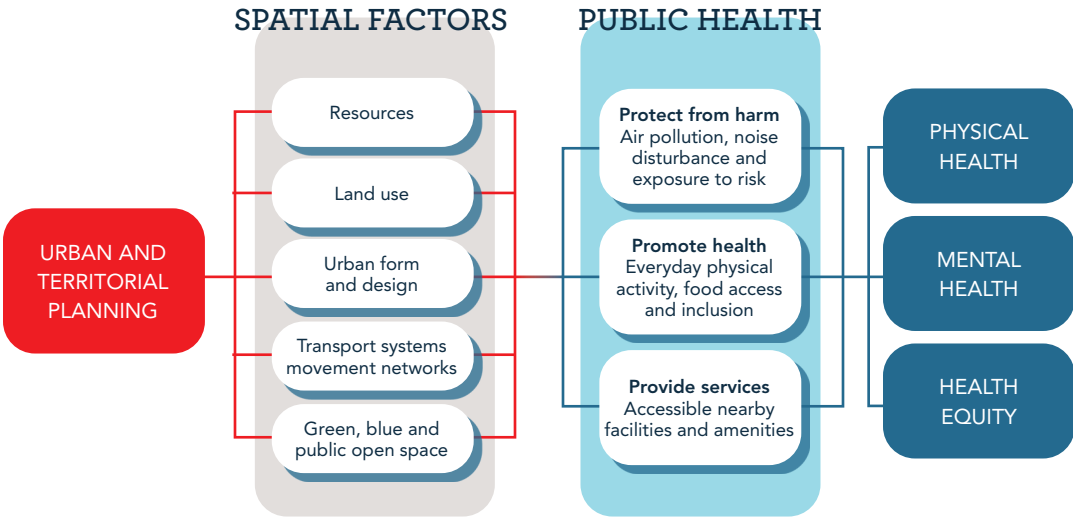 SPATIAL FACTORS
PUBLIC HEALTH
URBAN AND
TERRITORIAL
PLANNING
Resources
Land use
Urban form
and design
Transport systems
movement networks
Green, blue and
public open space
Protect from harm
Air pollution, noise
disturbance and
exposure to risk
Promote health
Everyday physical
activity, food access
and inclusion
Provide services
Accessible nearby
facilities and amenities
PHYSICAL
HEALTH
MENTAL
HEALTH
HEALTH
EQUITY